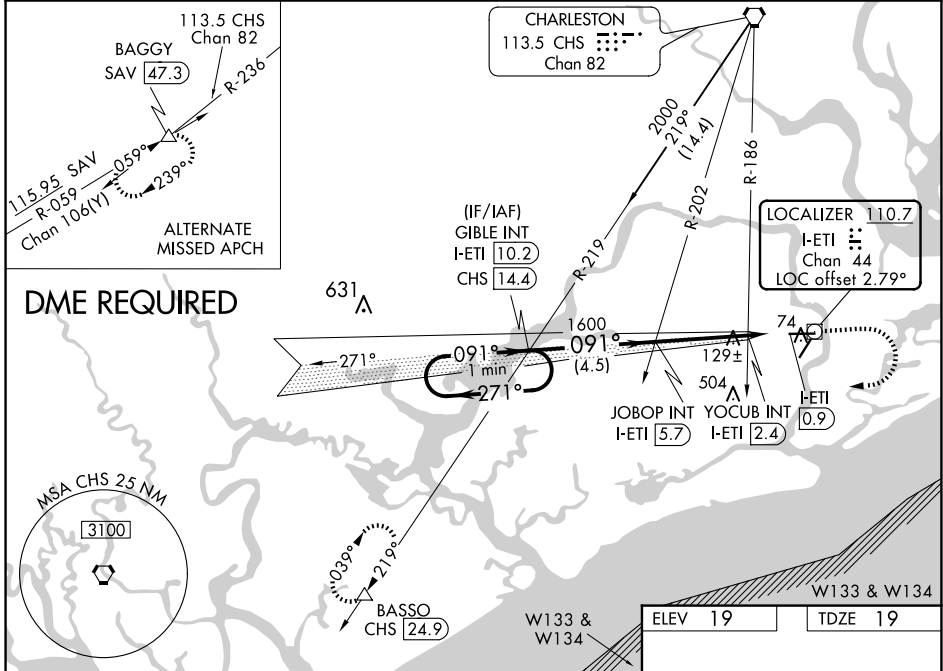 113.5 CHS
Chan 82
BAGGY
SAV 47.3
R-236
059°
239°
115.95 SAV
R-059
Chan 106(Y)
ALTERNATE
MISSED APCH
CHARLESTON
113.5 CHS
Chan 82
2000
219°
(14.4)
R-186
R-202
R-219
LOCALIZER 110.7
I-ETI
Chan 44
LOC offset 2.79°
(IF/IAF)
GIBLE INT
I-ETI 10.2
CHS 14.4
DME REQUIRED
631
1600
74
271°
091°
091°
1 min
(4.5)
129±
271°
504
I-ETI
0.9
JOBOP INT
I-ETI 5.7
YOCUB INT
I-ETI 2.4
MSA CHS 25 NM
3100
039°
219°
BASSO
CHS 24.9
W133 & W134
W133 &
W134
ELEV 19
TDZE 19